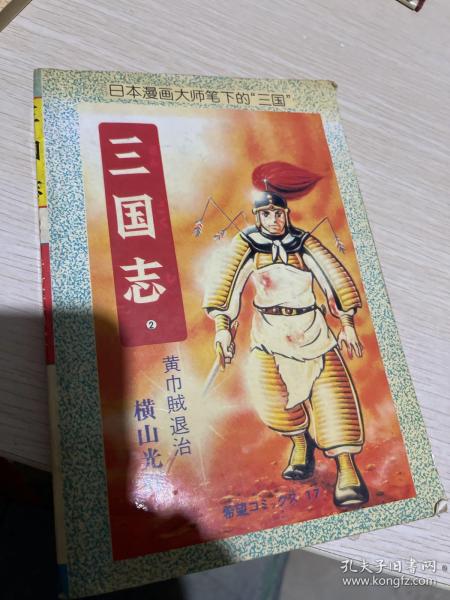 日本漫画大师笔下的“三国”
三国志
2
黄巾賊退治
横山光
希望コミックス 17
孔夫子旧书网
www.kongfz.com